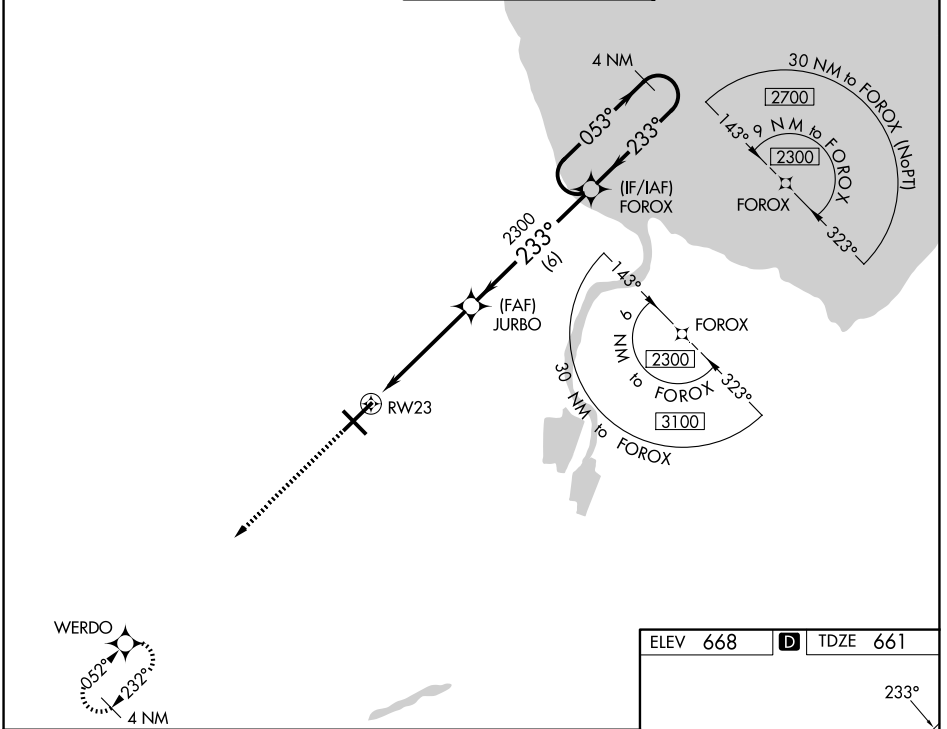 4 NM
053°
233°
(IF/IAF)
FOROX
30 NM to FOROX (NoPT)
2700
143°
9 NM to FOROX
2300
FOROX
323°
2300
233°
(6)
(FAF)
JURBO
143°
FOROX
9 NM to FOROX
2300
323°
30 NM to FOROX
3100
RW23
WERDO
052°
232°
4 NM
ELEV 668 D TDZE 661
233°